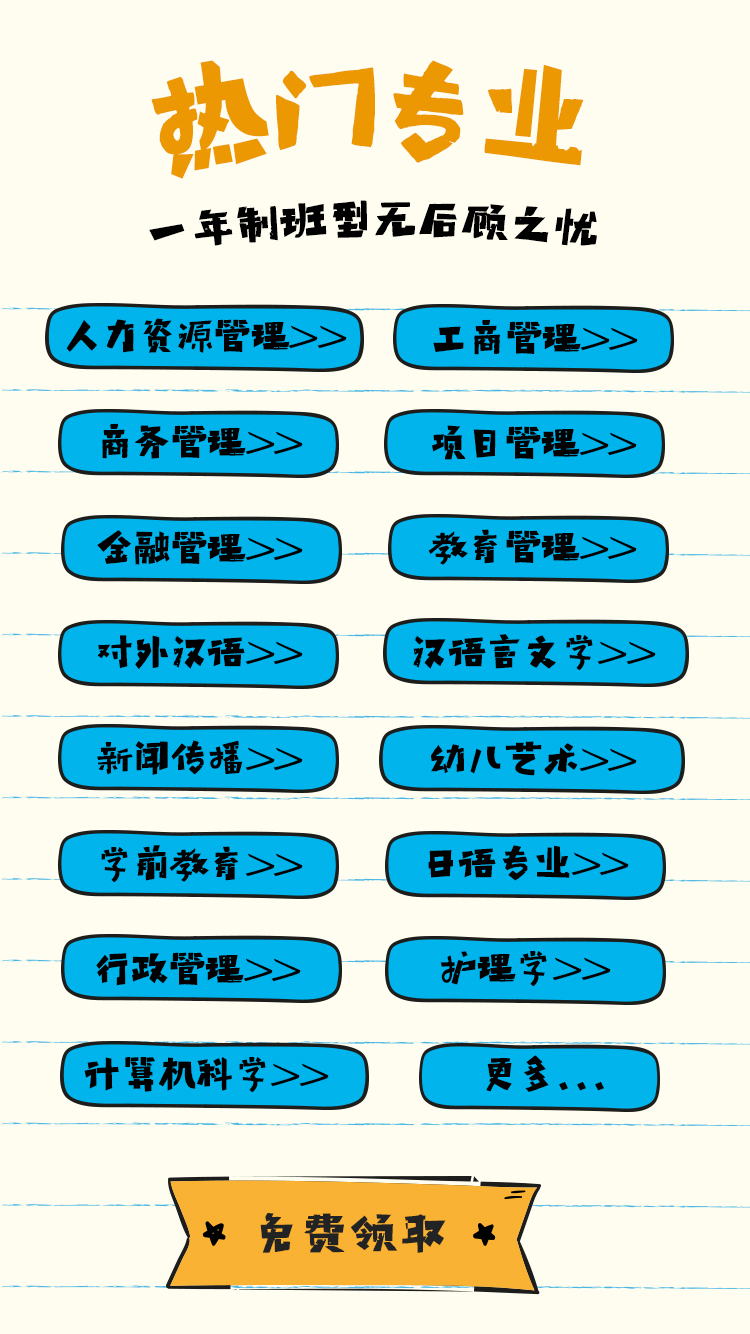 热门专业
一年制班型无后顾之忧
人力资源管理>> 工商管理>>
商务管理>> 项目管理>>
金融管理>> 教育管理>>
对外汉语>> 汉语言文学>>
新闻传播>> 幼儿艺术>>
学前教育>> 日语专业>>
行政管理>> 护理学>>
计算机科学>> 更多...
免费领取